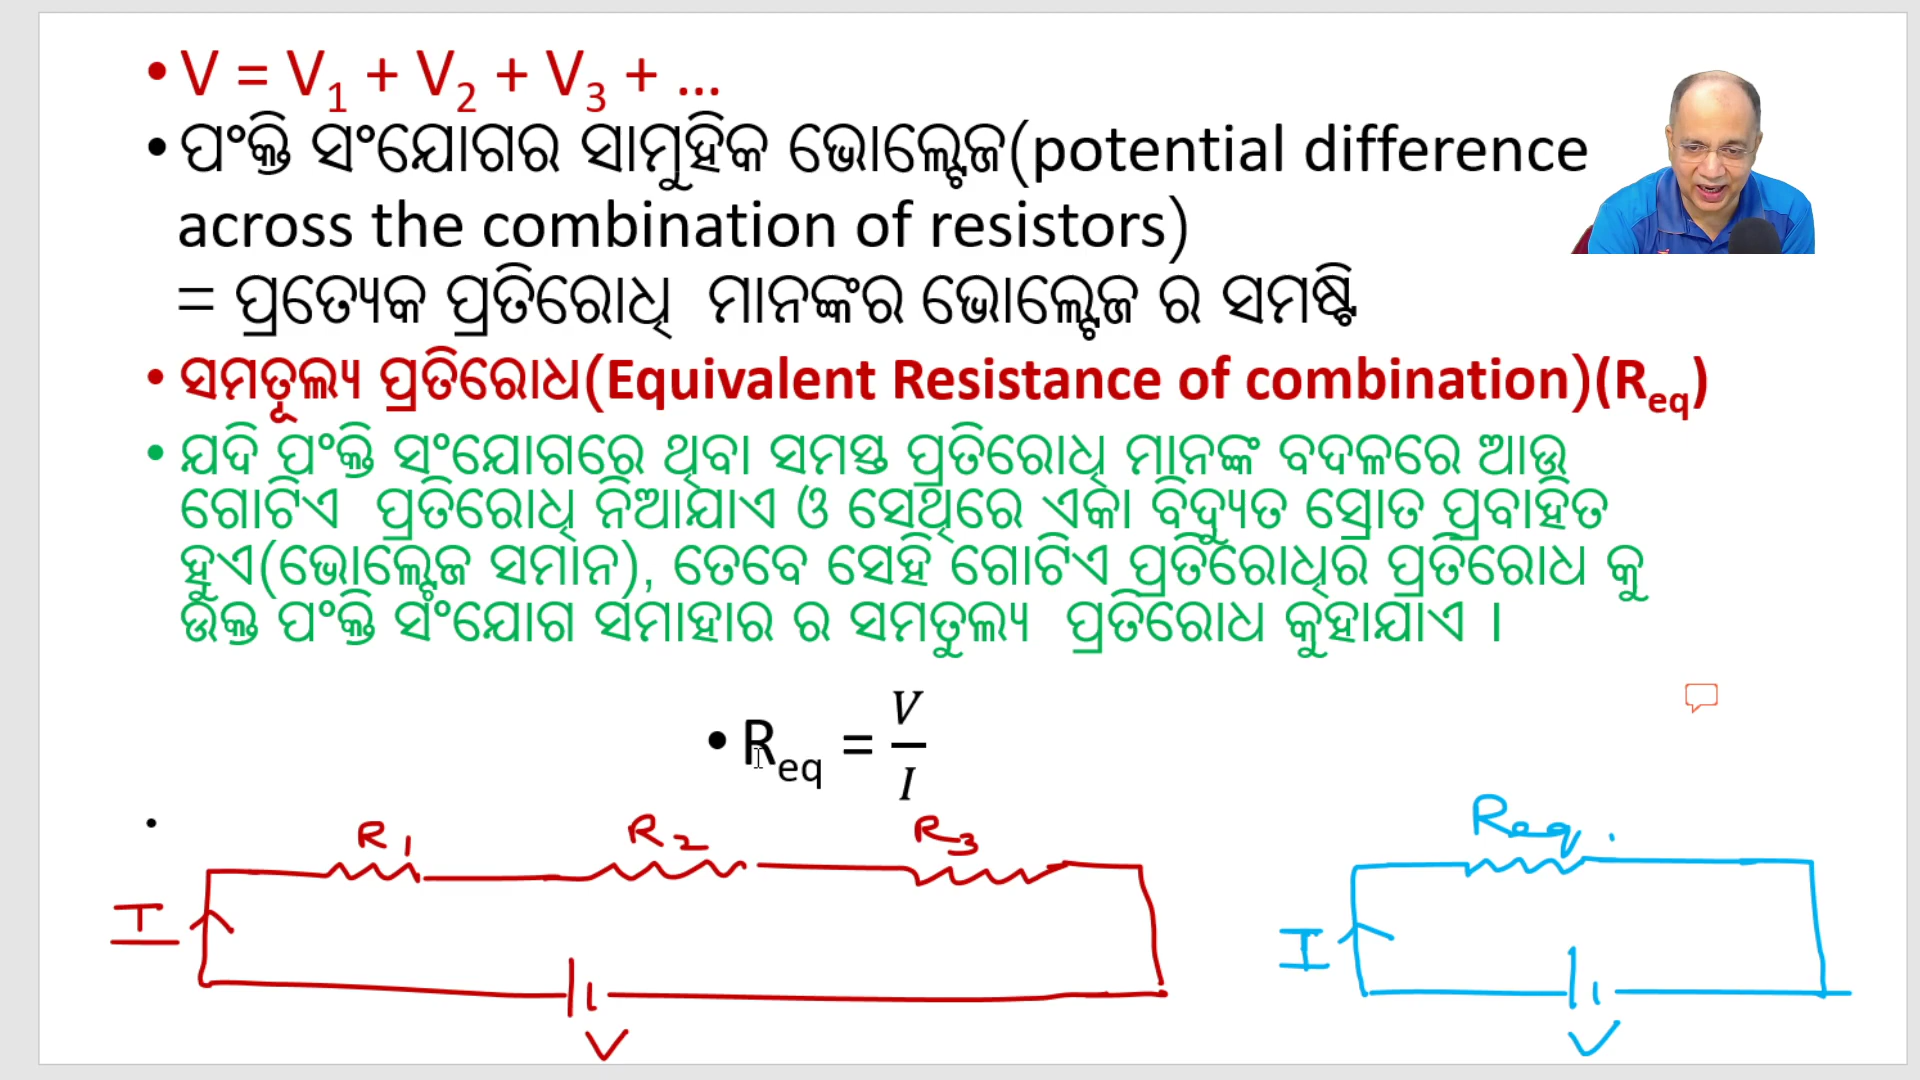 • V = V₁ + V₂ + V₃ + ...
• ପଂକ୍ତି ସଂଯୋଗର ସାମୁହିକ ଭୋଲ୍ଟେଜ(potential difference
across the combination of resistors)
= ପ୍ରତ୍ୟେକ ପ୍ରତିରୋଧି ମାନଙ୍କର ଭୋଲ୍ଟେଜ ର ସମଷ୍ଟି
• ସମତୂଲ୍ୟ ପ୍ରତିରୋଧ(Equivalent Resistance of combination)(Req)
• ଯଦି ପଂକ୍ତି ସଂଯୋଗରେ ଥିବା ସମସ୍ତ ପ୍ରତିରୋଧି ମାନଙ୍କ ବଦଳରେ ଆଉ
ଗୋଟିଏ ପ୍ରତିରୋଧି ନିଆଯାଏ ଓ ସେଥିରେ ଏକା ବିଦ୍ୟୁତ ସ୍ରୋତ ପ୍ରବାହିତ
ହୁଏ(ଭୋଲ୍ଟେଜ ସମାନ), ତେବେ ସେହି ଗୋଟିଏ ପ୍ରତିରୋଧିର ପ୍ରତିରୋଧ କୁ
ଉକ୍ତ ପଂକ୍ତି ସଂଯୋଗ ସମାହାର ର ସମତୁଲ୍ୟ ପ୍ରତିରୋଧ କୁହାଯାଏ ।
• Req = V/I
•
R₁ R₂ R₃
I
V
Req.
I
V